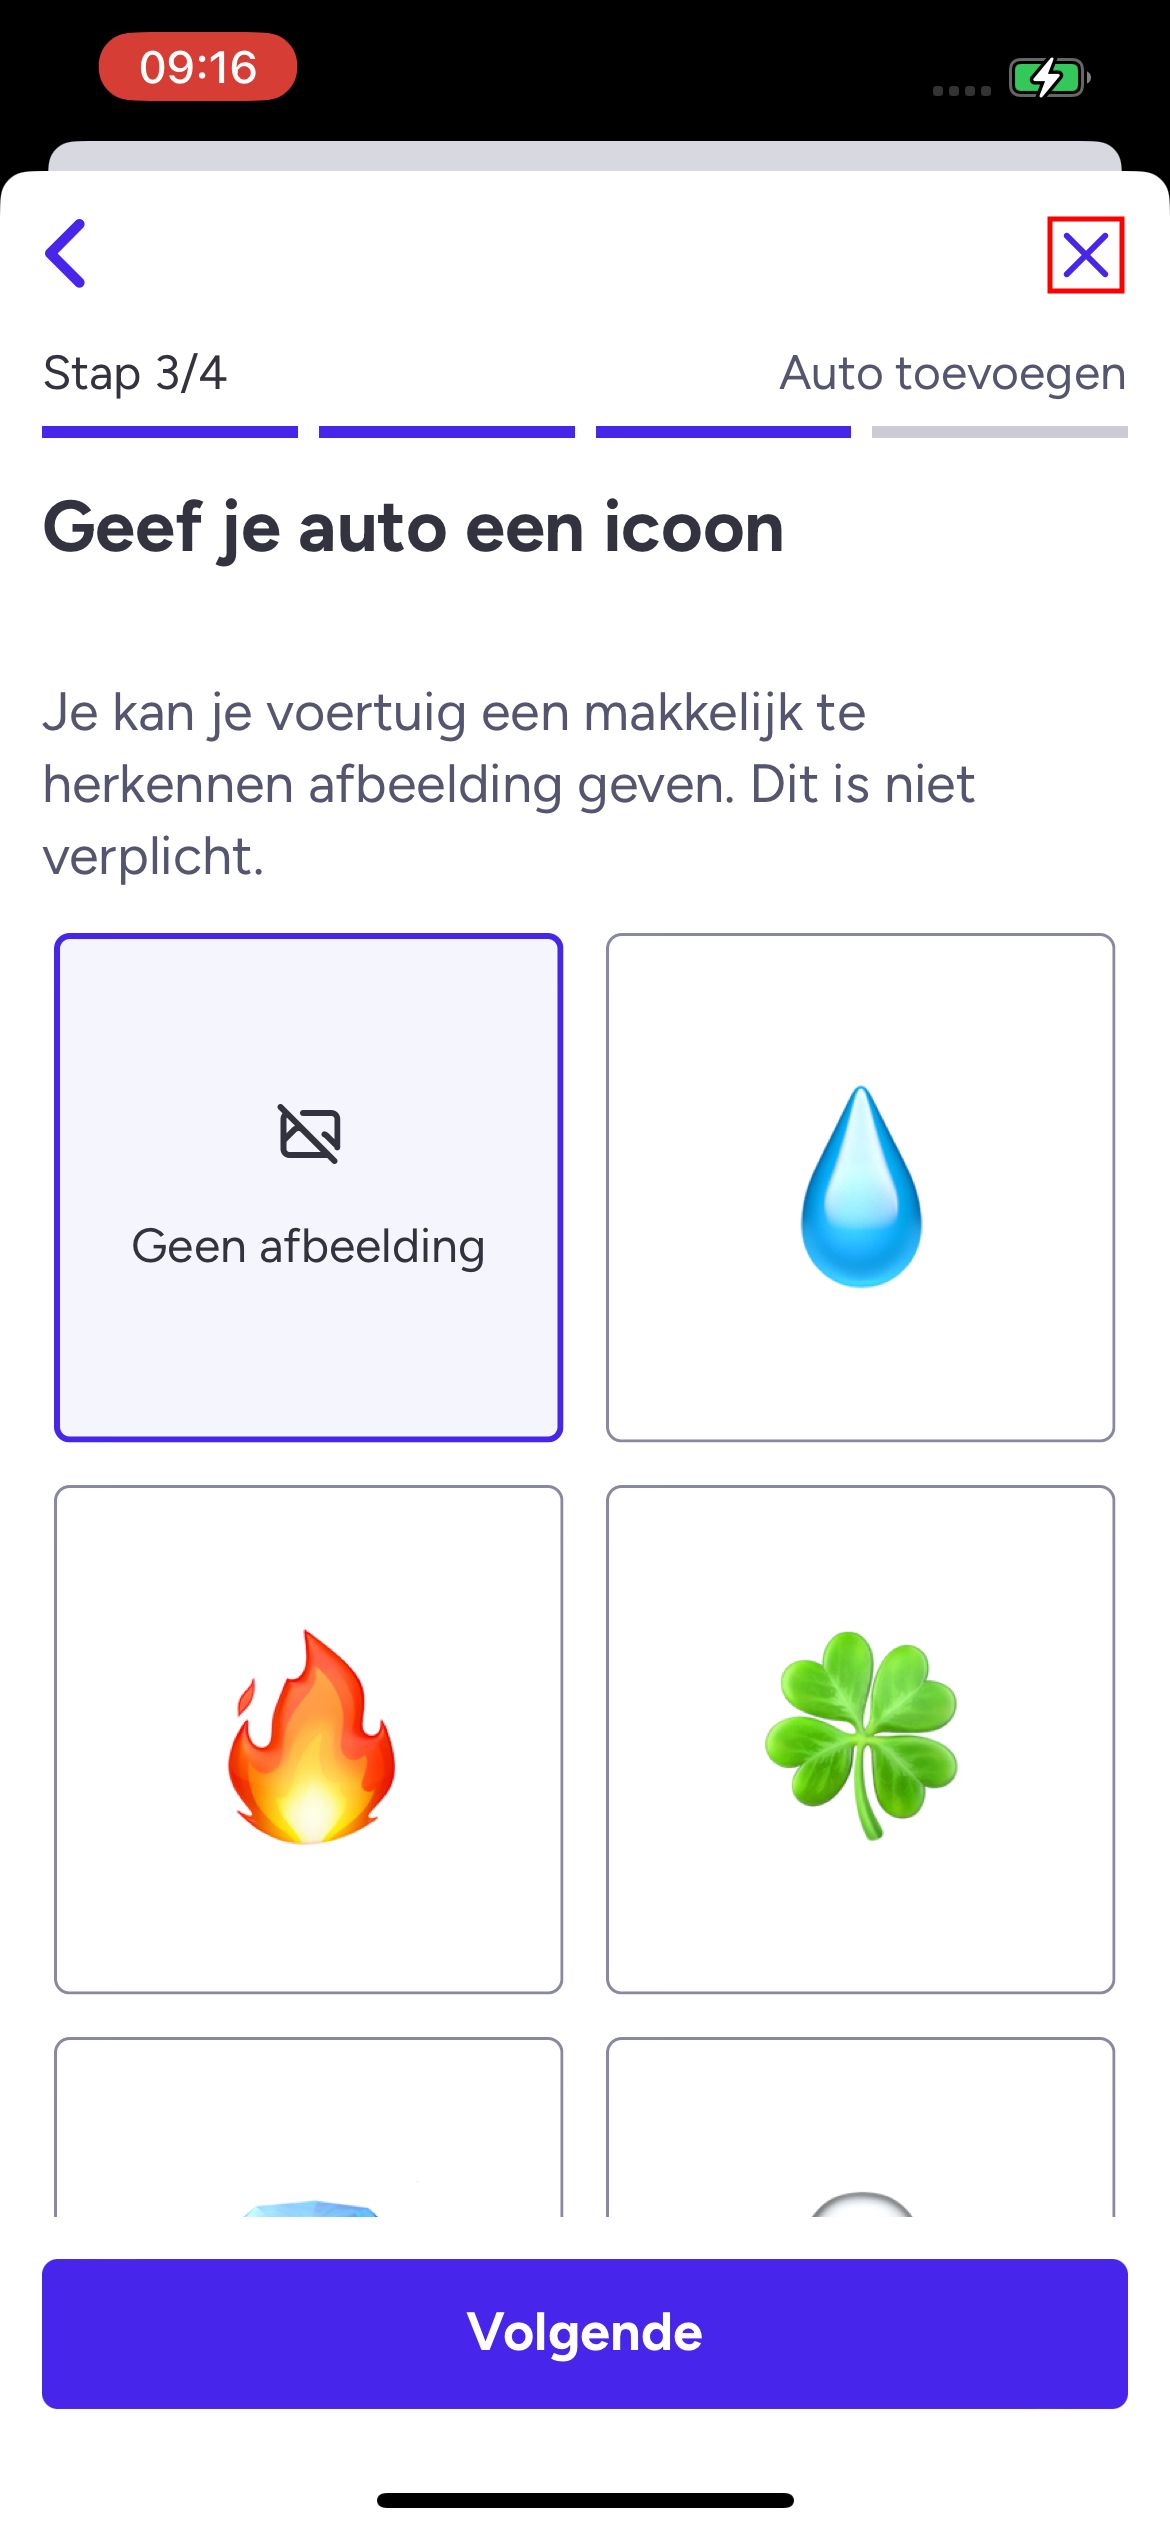 09:16
Stap 3/4
Auto toevoegen
Geef je auto een icoon
Je kan je voertuig een makkelijk te
herkennen afbeelding geven. Dit is niet
verplicht.
Geen afbeelding
Volgende